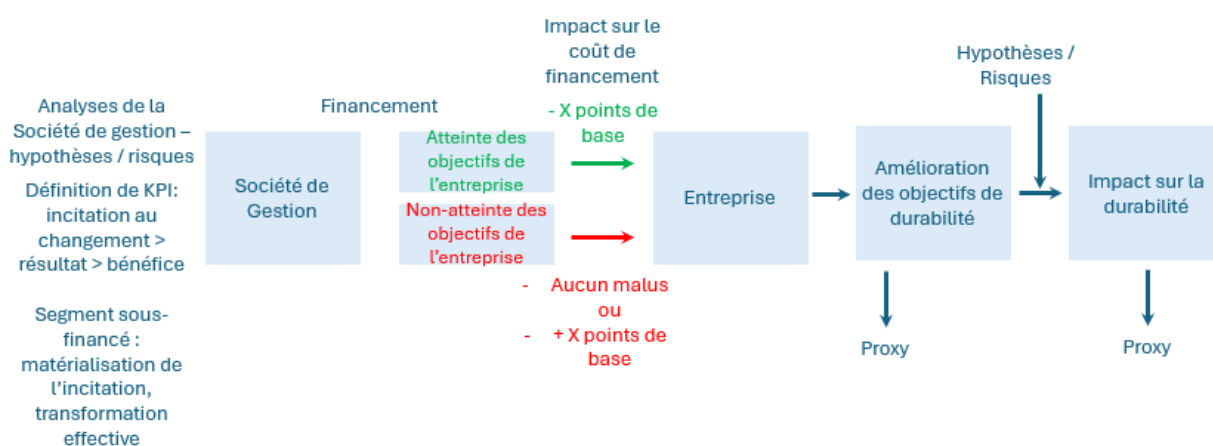 Analyses de la
Société de gestion –
hypothèses / risques
Définition de KPI:
incitation au
changement >
résultat > bénéfice
Segment sous-
financé :
matérialisation de
l'incitation,
transformation
effective
Société de
Gestion
Financement
Atteinte des
objectifs de
l'entreprise
Non-atteinte des
objectifs de
l'entreprise
Impact sur le
coût de
financement
- X points de
base
- Aucun malus
ou
- + X points de
base
Entreprise
Amélioration
des objectifs de
durabilité
Proxy
Hypothèses /
Risques
Impact sur la
durabilité
Proxy